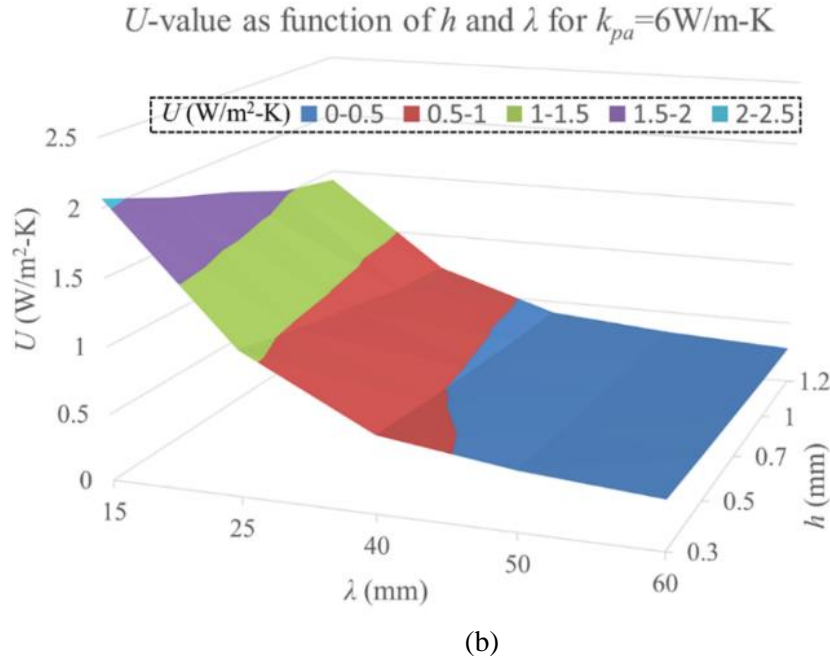 U-value as function of h and λ for kₚₐ=6W/m-K
U (W/m²-K) 0-0.5 0.5-1 1-1.5 1.5-2 2-2.5
2.5
2
1.5
1
0.5
0
U (W/m²-K)
15
25
40
50
60
λ (mm)
0.3
0.5
0.7
1
1.2
h (mm)
(b)